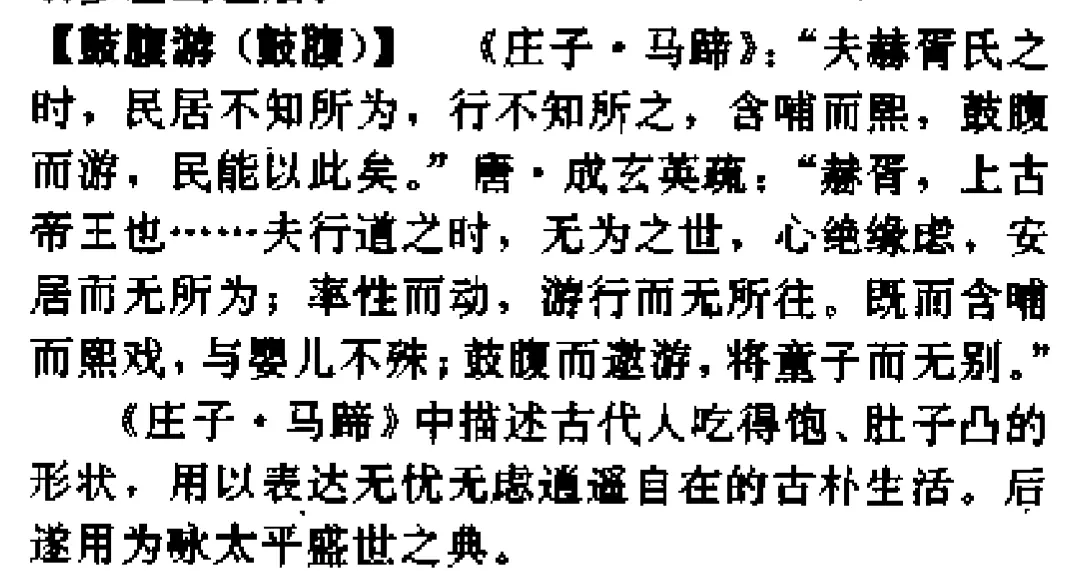 【鼓腹游（鼓腹）】 《庄子·马蹄》：“夫赫胥氏之
时，民居不知所为，行不知所之，含哺而熙，鼓腹
而游，民能以此矣。”唐·成玄英疏：“赫胥，上古
帝王也……夫行道之时，无为之世，心绝缘虑，安
居而无所为；率性而动，游行而无所往。既而含哺
而熙戏，与婴儿不殊；鼓腹而遨游，将童子而无别。”
《庄子·马蹄》中描述古代人吃得饱、肚子凸的
形状，用以表达无忧无虑逍遥自在的古朴生活。后
遂用为咏太平盛世之典。